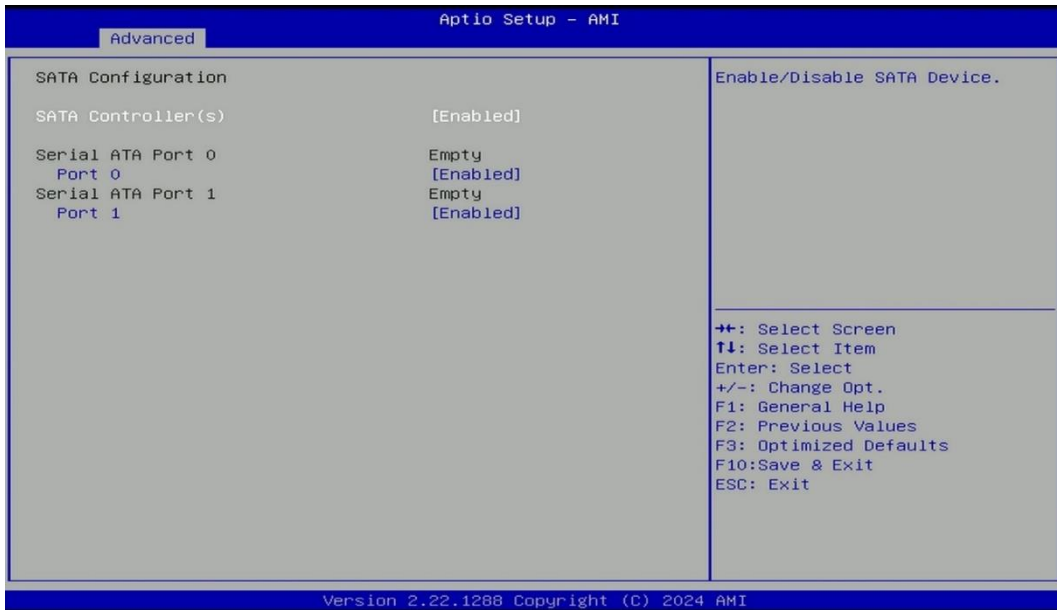 Aptio Setup – AMI
Advanced
SATA Configuration
SATA Controller(s) [Enabled]
Serial ATA Port 0 Empty
Port 0 [Enabled]
Serial ATA Port 1 Empty
Port 1 [Enabled]
Enable/Disable SATA Device.
→←: Select Screen
↑↓: Select Item
Enter: Select
+/-: Change Opt.
F1: General Help
F2: Previous Values
F3: Optimized Defaults
F10:Save & Exit
ESC: Exit
Version 2.22.1288 Copyright (C) 2024 AMI